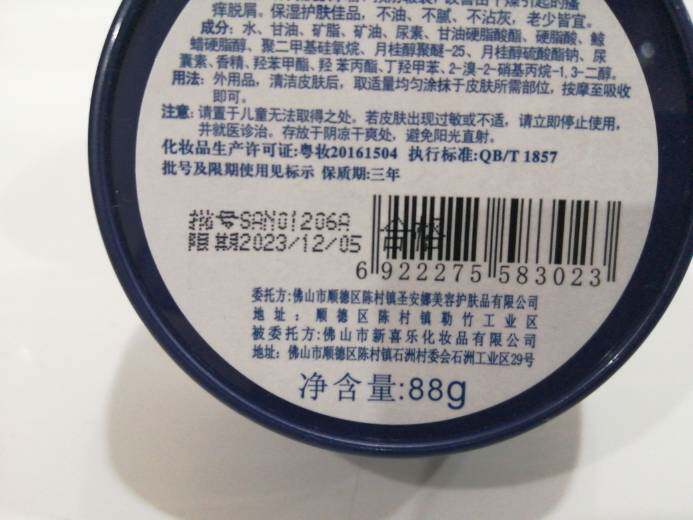 痒脱屑。保湿护肤佳品，不油、不腻、不沾灰，老少皆宜。
成分：水、甘油、矿脂、矿油、尿素、甘油硬脂酸酯、硬脂酸、鲸
蜡硬脂醇、聚二甲基硅氧烷、月桂醇聚醚-25、月桂醇硫酸酯钠、尿
囊素、香精、羟苯甲酯、羟苯丙酯、丁羟甲苯、2-溴-2-硝基丙烷-1,3-二醇。
用法：外用品，清洁皮肤后，取适量均匀涂抹于皮肤所需部位，按摩至吸收
即可。
注意：请置于儿童无法取得之处。若皮肤出现过敏或不适，请立即停止使用，
并就医诊治。存放于阴凉干爽处，避免阳光直射。
化妆品生产许可证:粤妆20161504 执行标准:QB/T 1857
批号及限期使用见标示 保质期:三年
批号SAN01206A
限期2023/12/05 合格
6 922275 583023
委托方:佛山市顺德区陈村镇圣安娜美容护肤品有限公司
地址：顺德区陈村镇勒竹工业区
被委托方:佛山市新喜乐化妆品有限公司
地址：佛山市顺德区陈村镇石洲村委会石洲工业区29号
净含量:88g